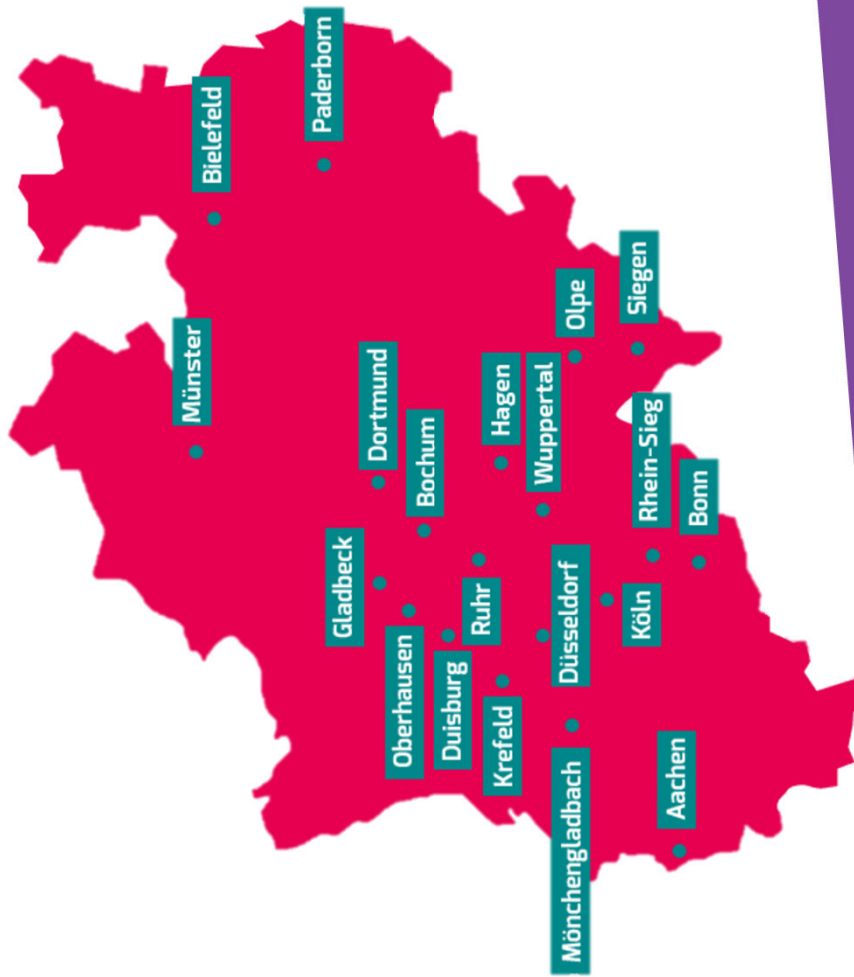 Münster
Bielefeld
Paderborn
Gladbeck
Dortmund
Oberhausen
Bochum
Duisburg
Ruhr
Krefeld
Hagen
Wuppertal
Mönchengladbach
Düsseldorf
Olpe
Köln
Siegen
Rhein-Sieg
Aachen
Bonn